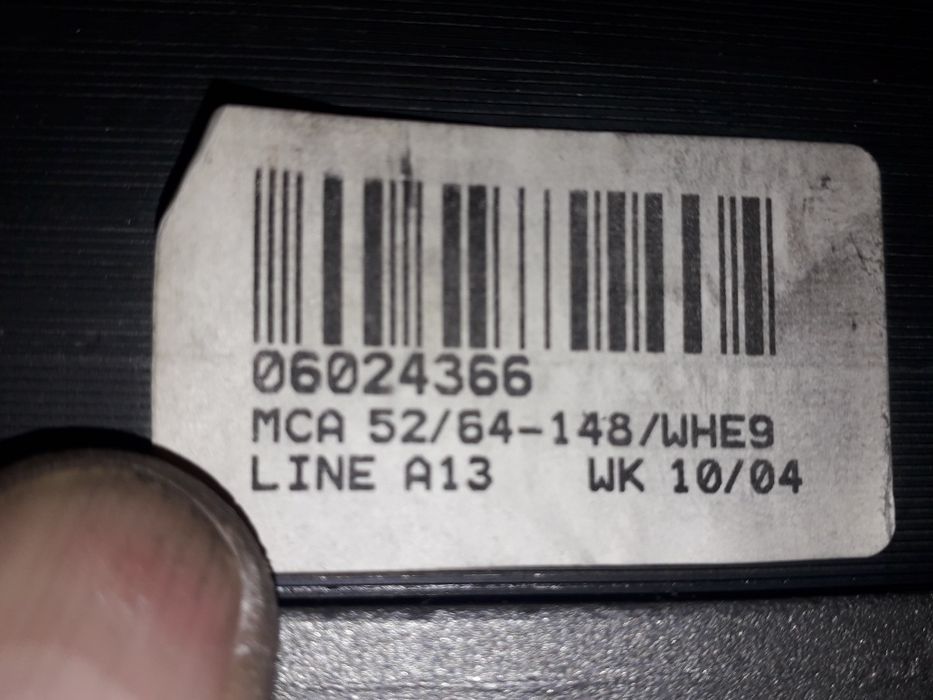 06024366
MCA 52/64-148/WHE9
LINE A13 WK 10/04